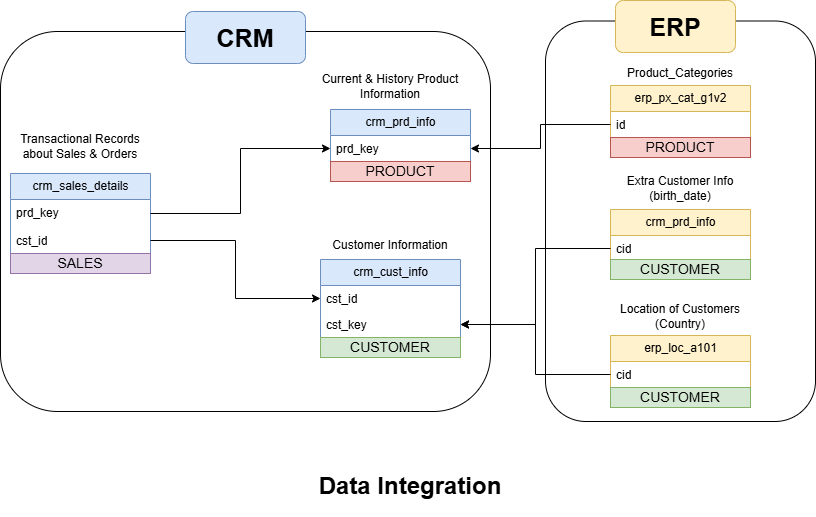 CRM
ERP
Transactional Records
about Sales & Orders
crm_sales_details
prd_key
cst_id
SALES
Current & History Product
Information
crm_prd_info
prd_key
PRODUCT
Customer Information
crm_cust_info
cst_id
cst_key
CUSTOMER
Product_Categories
erp_px_cat_g1v2
id
PRODUCT
Extra Customer Info
(birth_date)
crm_prd_info
cid
CUSTOMER
Location of Customers
(Country)
erp_loc_a101
cid
CUSTOMER
Data Integration